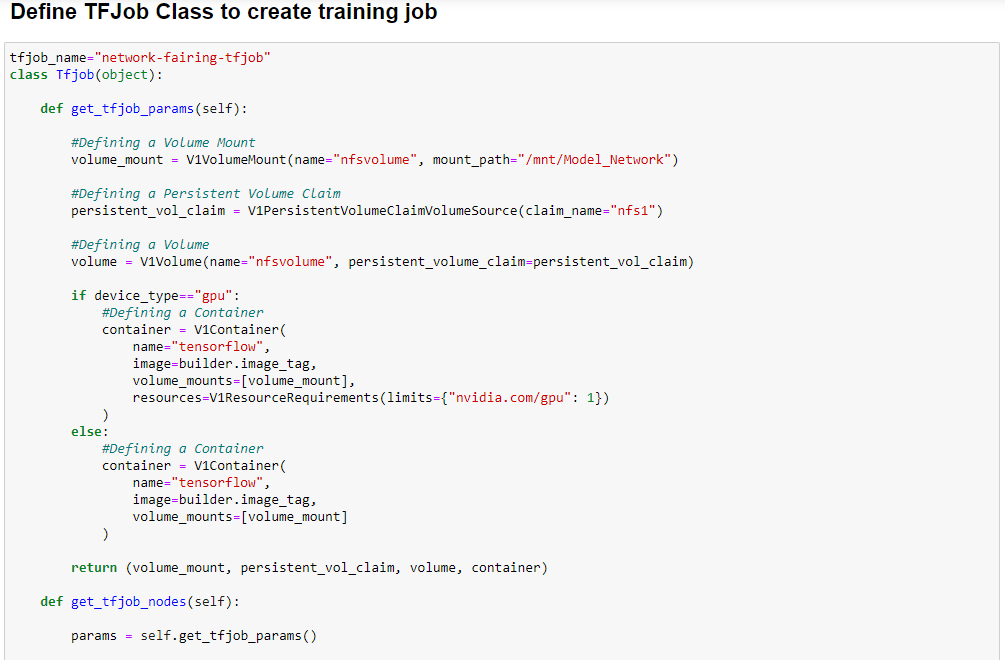 Define TFJob Class to create training job
tfjob_name="network-fairing-tfjob"
class Tfjob(object):
def get_tfjob_params(self):
#Defining a Volume Mount
volume_mount = V1VolumeMount(name="nfsvolume", mount_path="/mnt/Model_Network")
#Defining a Persistent Volume Claim
persistent_vol_claim = V1PersistentVolumeClaimVolumeSource(claim_name="nfs1")
#Defining a Volume
volume = V1Volume(name="nfsvolume", persistent_volume_claim=persistent_vol_claim)
if device_type=="gpu":
#Defining a Container
container = V1Container(
name="tensorflow",
image=builder.image_tag,
volume_mounts=[volume_mount],
resources=V1ResourceRequirements(limits={"nvidia.com/gpu": 1})
)
else:
#Defining a Container
container = V1Container(
name="tensorflow",
image=builder.image_tag,
volume_mounts=[volume_mount]
)
return (volume_mount, persistent_vol_claim, volume, container)
def get_tfjob_nodes(self):
params = self.get_tfjob_params()